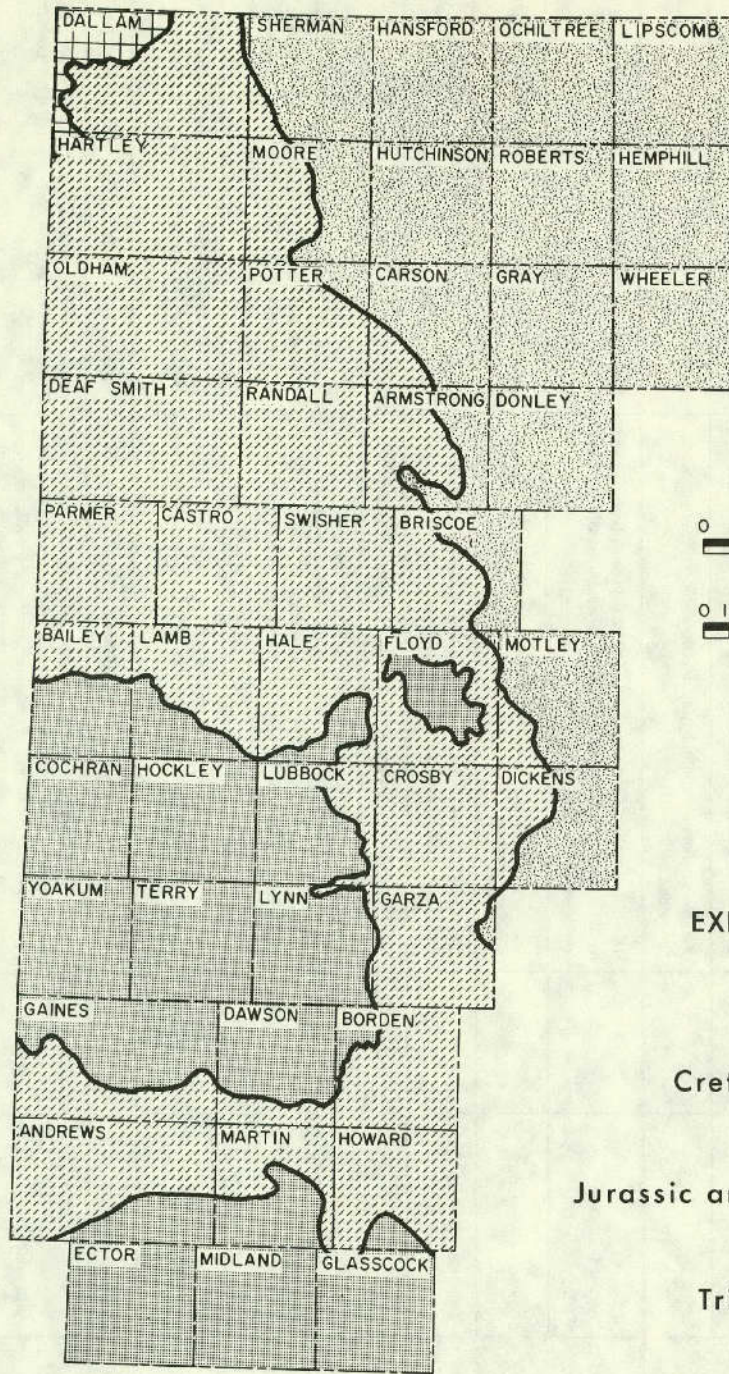 DALLAM SHERMAN HANSFORD OCHILTREE LIPSCOMB
HARTLEY MOORE HUTCHINSON ROBERTS HEMPHILL
OLDHAM POTTER CARSON GRAY WHEELER
DEAF SMITH RANDALL ARMSTRONG DONLEY
PARMER CASTRO SWISHER BRISCOE
0
0 1
BAILEY LAMB HALE FLOYD MOTLEY
COCHRAN HOCKLEY LUBBOCK CROSBY DICKENS
YOAKUM TERRY LYNN GARZA
GAINES DAWSON BORDEN
Jurassic
ANDREWS MARTIN HOWARD
ECTOR MIDLAND GLASSCOCK